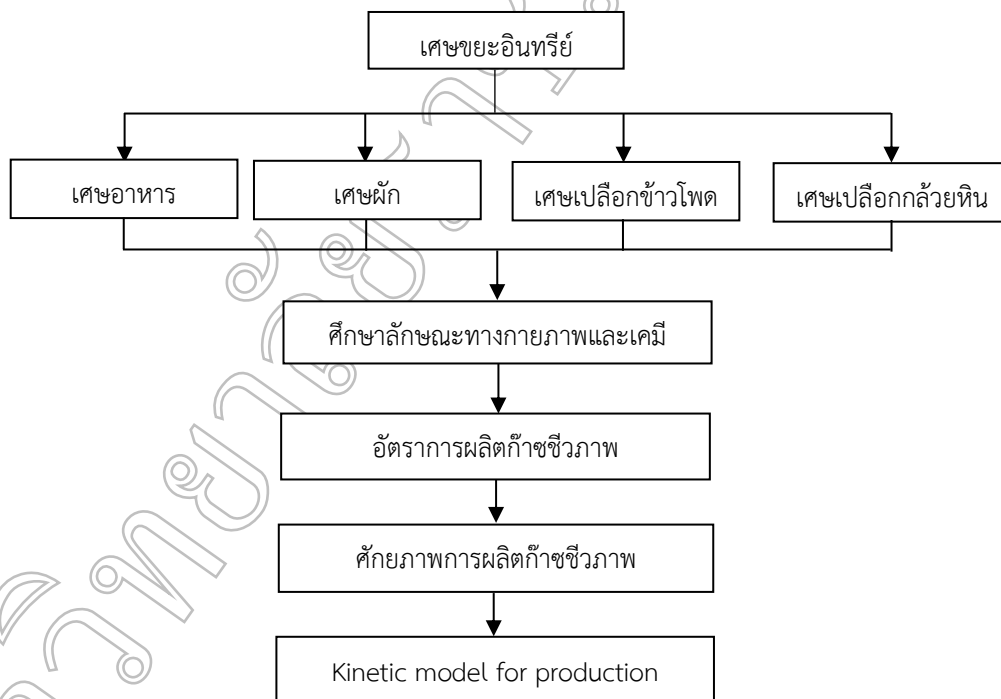 เศษขยะอินทรีย์
เศษอาหาร
เศษผัก
เศษเปลือกข้าวโพด
เศษเปลือกกล้วยหิน
ศึกษาลักษณะทางกายภาพและเคมี
อัตราการผลิตก๊าซชีวภาพ
ศักยภาพการผลิตก๊าซชีวภาพ
Kinetic model for production